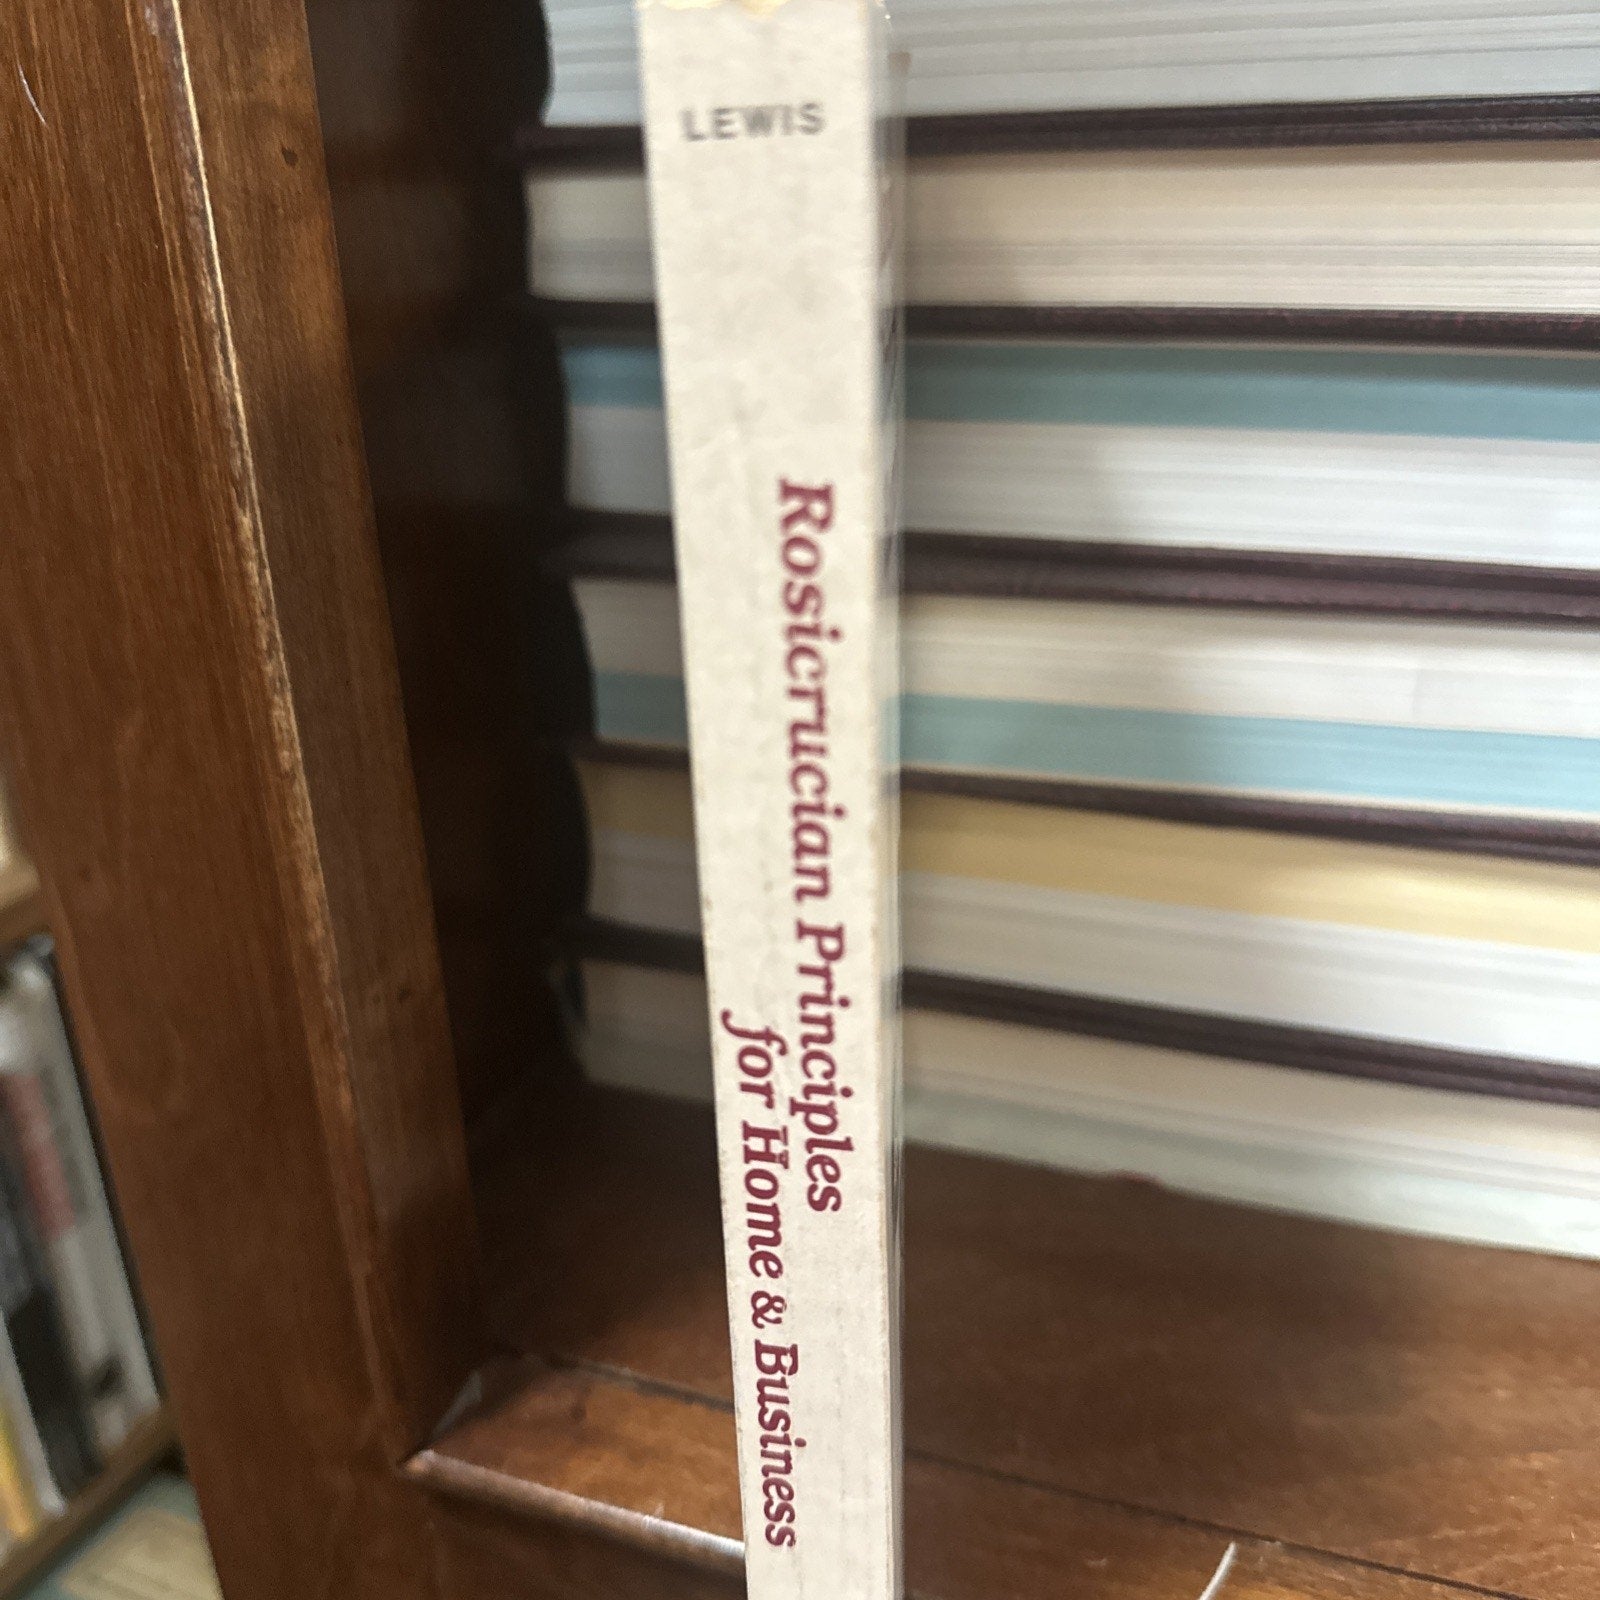 LEWIS
Rosicrucian Principles
for Home & Business